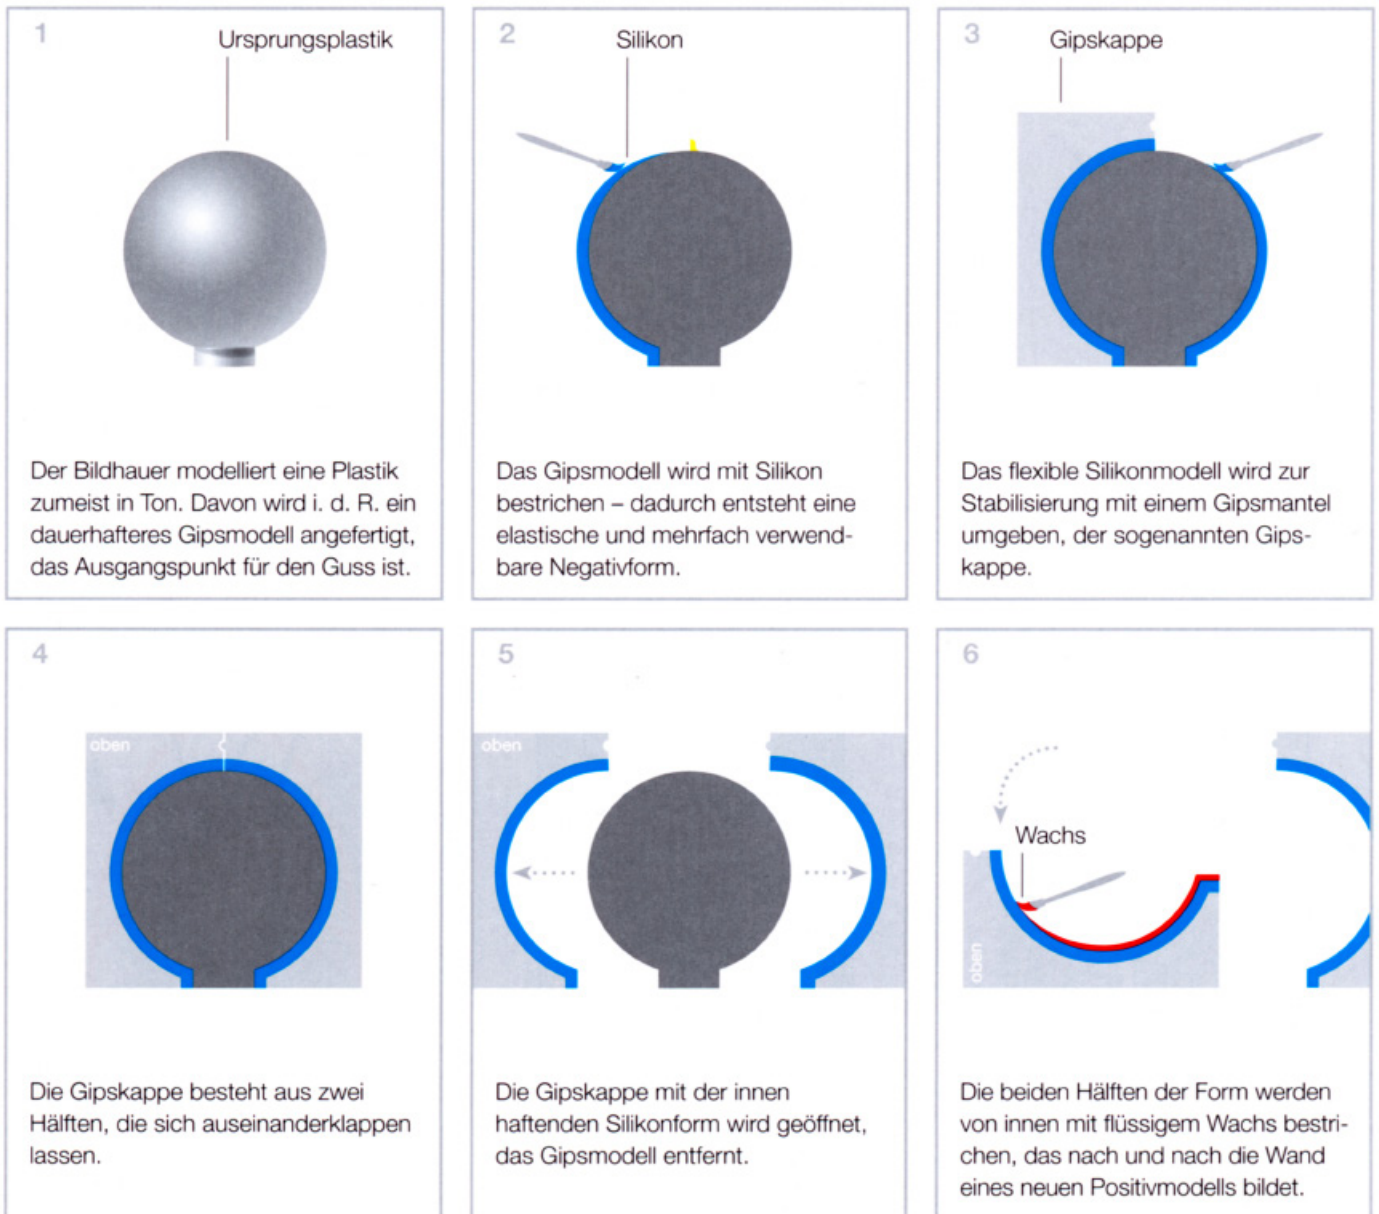 1
Ursprungsplastik
Der Bildhauer modelliert eine Plastik
zumeist in Ton. Davon wird i. d. R. ein
dauerhafteres Gipsmodell angefertigt,
das Ausgangspunkt für den Guss ist.
2
Silikon
Das Gipsmodell wird mit Silikon
bestrichen – dadurch entsteht eine
elastische und mehrfach verwend-
bare Negativform.
3
Gipskappe
Das flexible Silikonmodell wird zur
Stabilisierung mit einem Gipsmantel
umgeben, der sogenannten Gips-
kappe.
4
oben
Die Gipskappe besteht aus zwei
Hälften, die sich auseinanderklappen
lassen.
5
oben
Die Gipskappe mit der innen
haftenden Silikonform wird geöffnet,
das Gipsmodell entfernt.
6
Wachs
oben
Die beiden Hälften der Form werden
von innen mit flüssigem Wachs bestri-
chen, das nach und nach die Wand
eines neuen Positivmodells bildet.